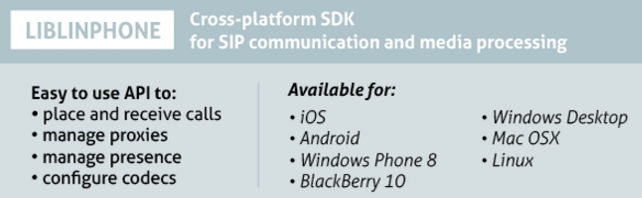 LIBLINPHONE
Cross-platform SDK
for SIP communication and media processing
Easy to use API to:
• place and receive calls
• manage proxies
• manage presence
• configure codecs
Available for:
• iOS
• Android
• Windows Phone 8
• BlackBerry 10
• Windows Desktop
• Mac OSX
• Linux